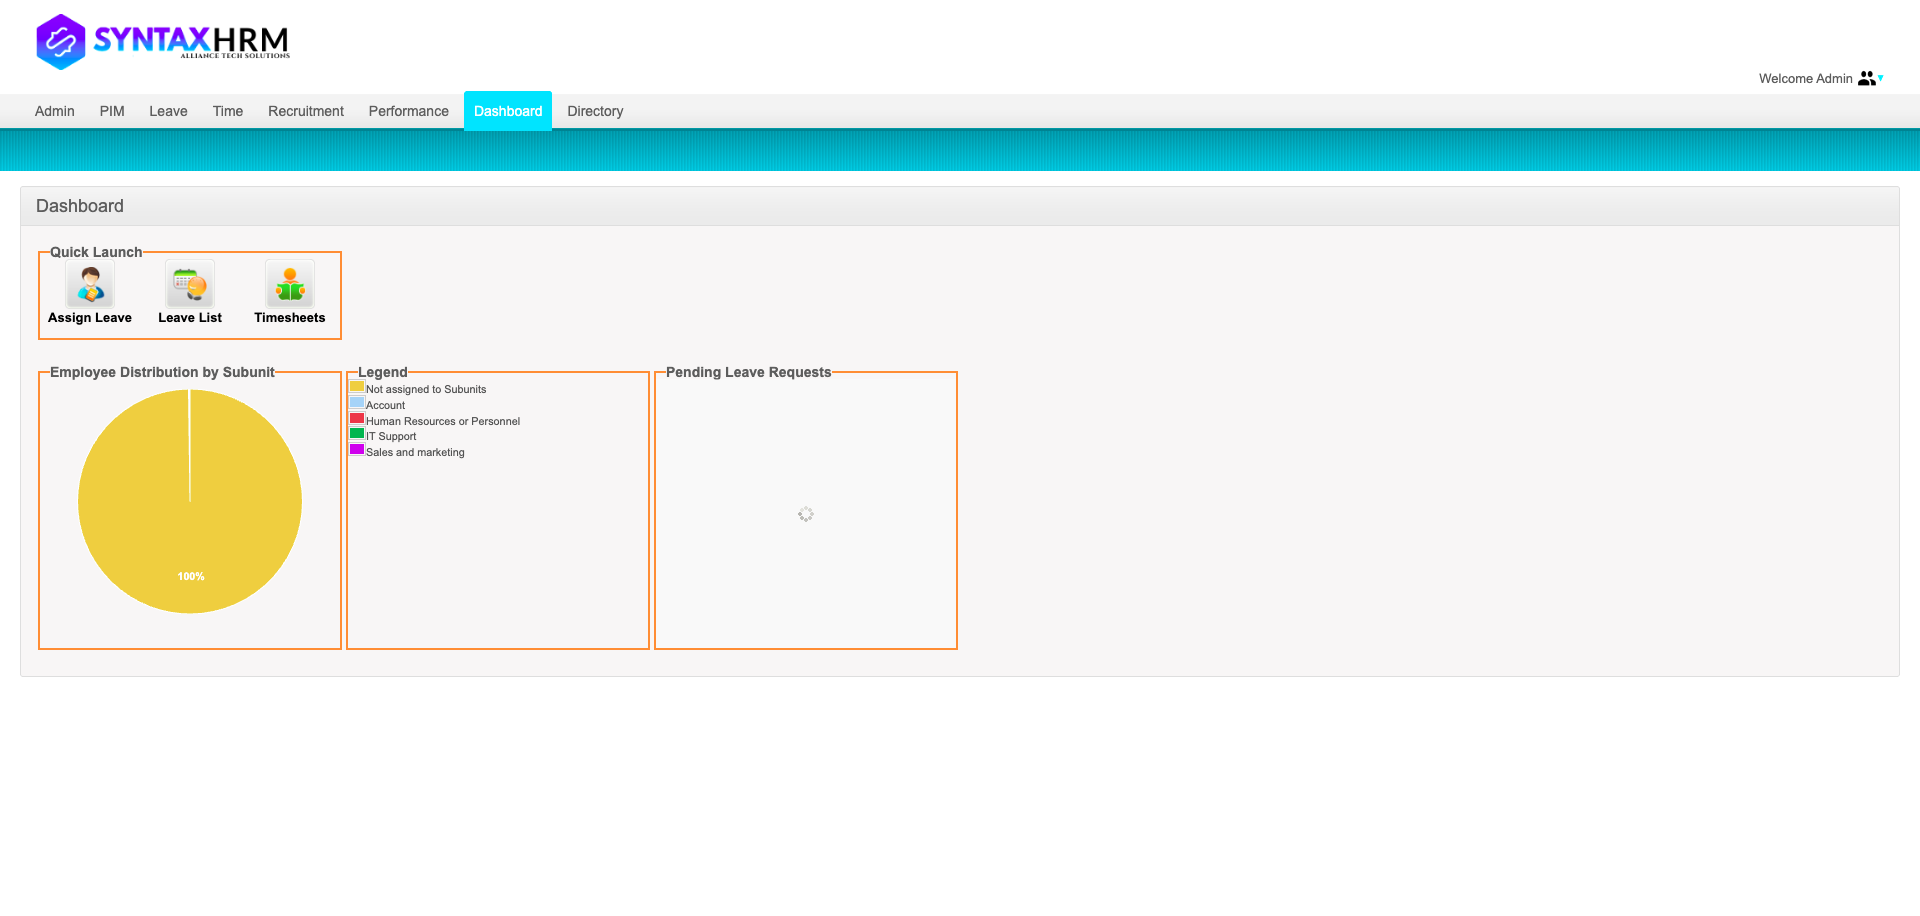 SYNTAXHRM
ALLIANCE TECH SOLUTIONS
Welcome Admin
Admin PIM Leave Time Recruitment Performance Dashboard Directory
Dashboard
Quick Launch
Assign Leave Leave List Timesheets
Employee Distribution by Subunit
100%
Legend
Not assigned to Subunits
Account
Human Resources or Personnel
IT Support
Sales and marketing
Pending Leave Requests